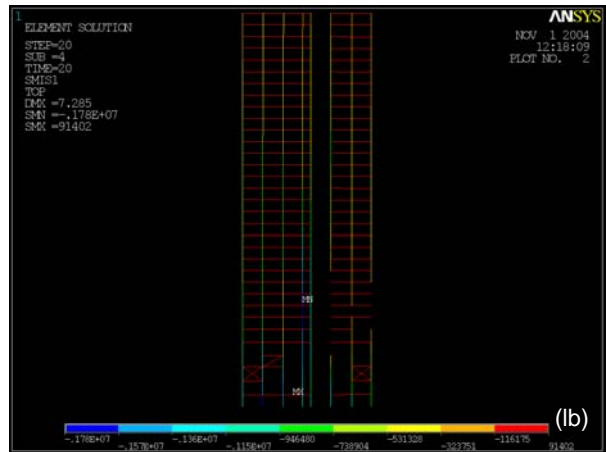 1
ELEMENT SOLUTION
STEP=20
SUB =4
TIME=20
SMIS1
TOP
DMX =7.285
SMN =-.178E+07
SMX =91402
ANSYS
NOV 1 2004
12:18:09
PLOT NO. 2
MN
MX
(lb)
-.178E+07 -.136E+07 -946480 -531328 -116175
-.157E+07 -.115E+07 -738904 -323751 91402